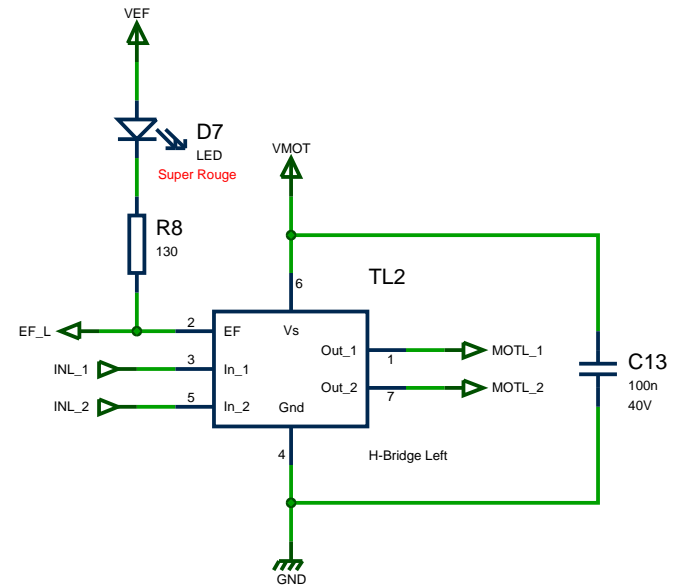 VEF
D7
LED
Super Rouge
VMOT
R8
130
6
TL2
EF_L
2
EF
Vs
Out_1
1
MOTL_1
INL_1
3
In_1
C13
100n
40V
Out_2
7
MOTL_2
INL_2
5
In_2
Gnd
4
H-Bridge Left
GND